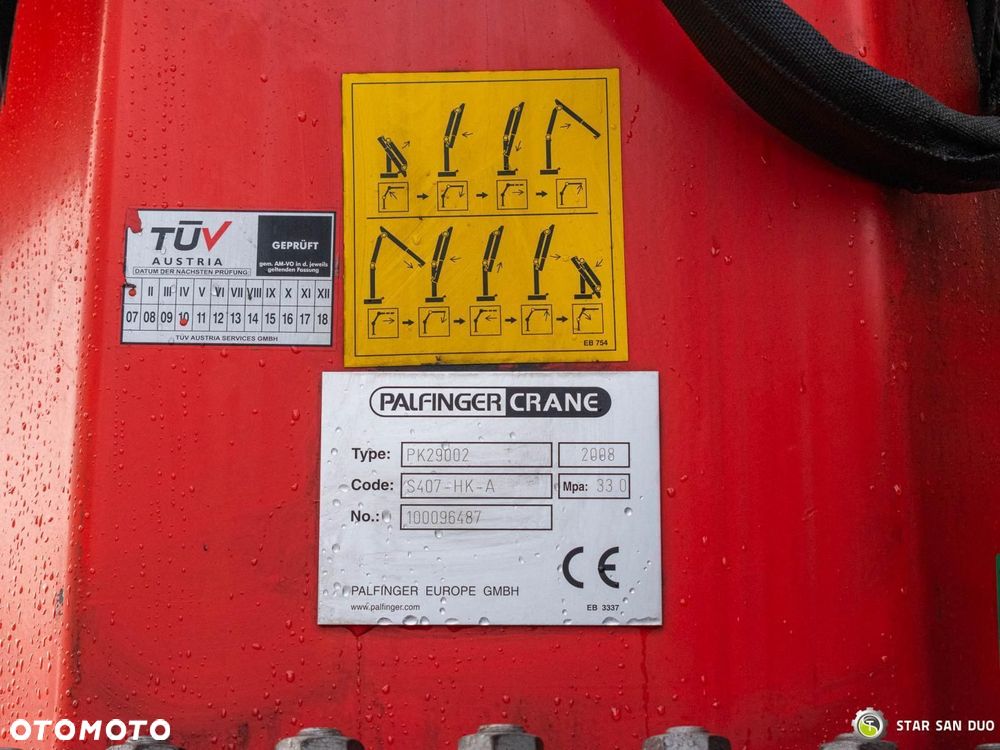 TÜV
AUSTRIA
GEPRÜFT
gem. AM-VO in d. jeweils
geltenden Fassung
DATUM DER NÄCHSTEN PRÜFUNG:
II III IV V VI VII VIII IX X XI XII
07 08 09 10 11 12 13 14 15 16 17 18
TÜV AUSTRIA SERVICES GMBH
EB 754
PALFINGER CRANE
Type: PK29002 2008
Code: S407-HK-A Mpa: 33.0
No.: 100096487
CE
PALFINGER EUROPE GMBH
www.palfinger.com
EB 3337
OTOMOTO
STAR SAN DUO